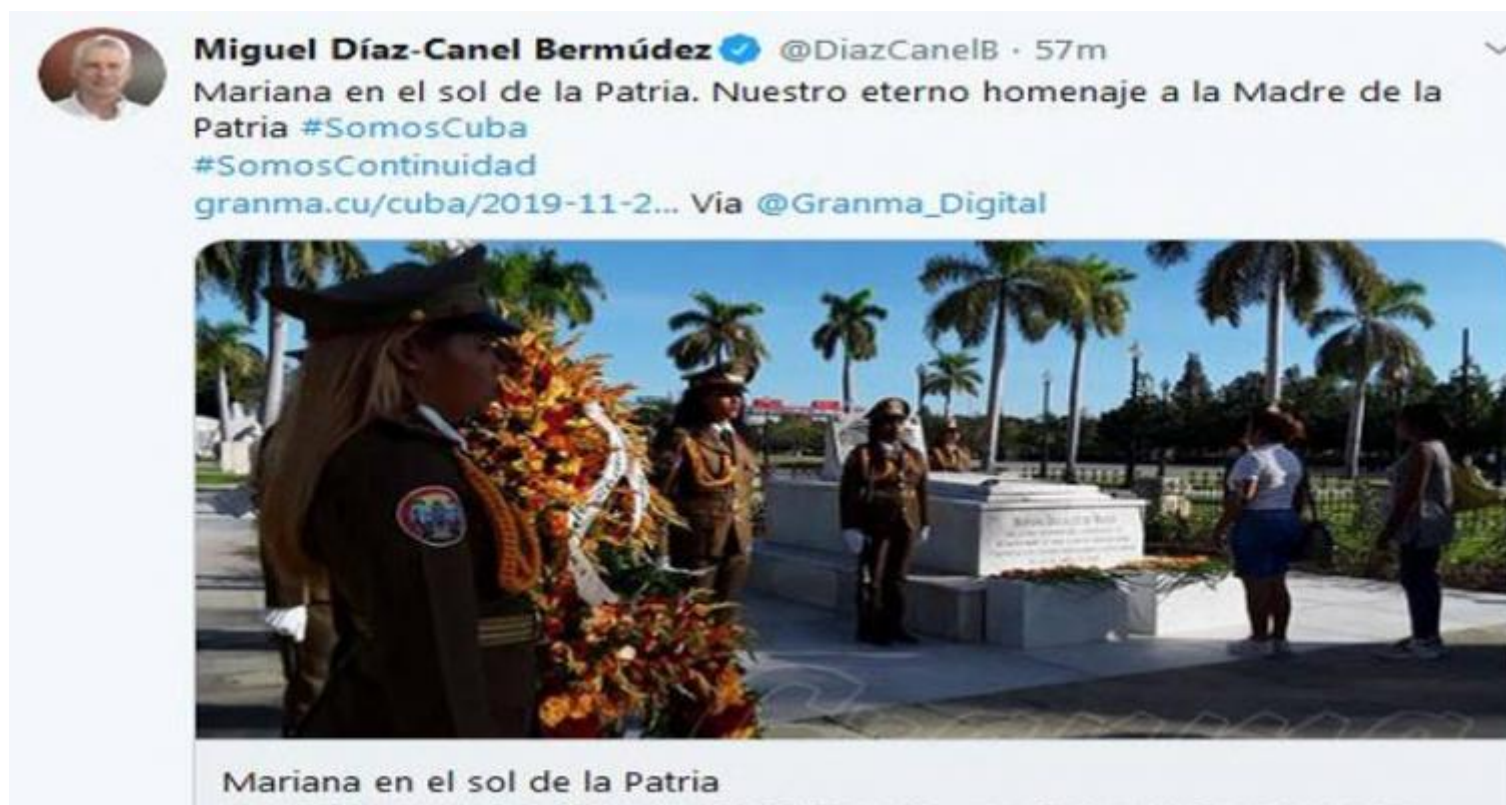 Miguel Díaz-Canel Bermúdez @DiazCanelB · 57m
Mariana en el sol de la Patria. Nuestro eterno homenaje a la Madre de la
Patria #SomosCuba
#SomosContinuidad
granma.cu/cuba/2019-11-2... Via @Granma_Digital
Mariana en el sol de la Patria